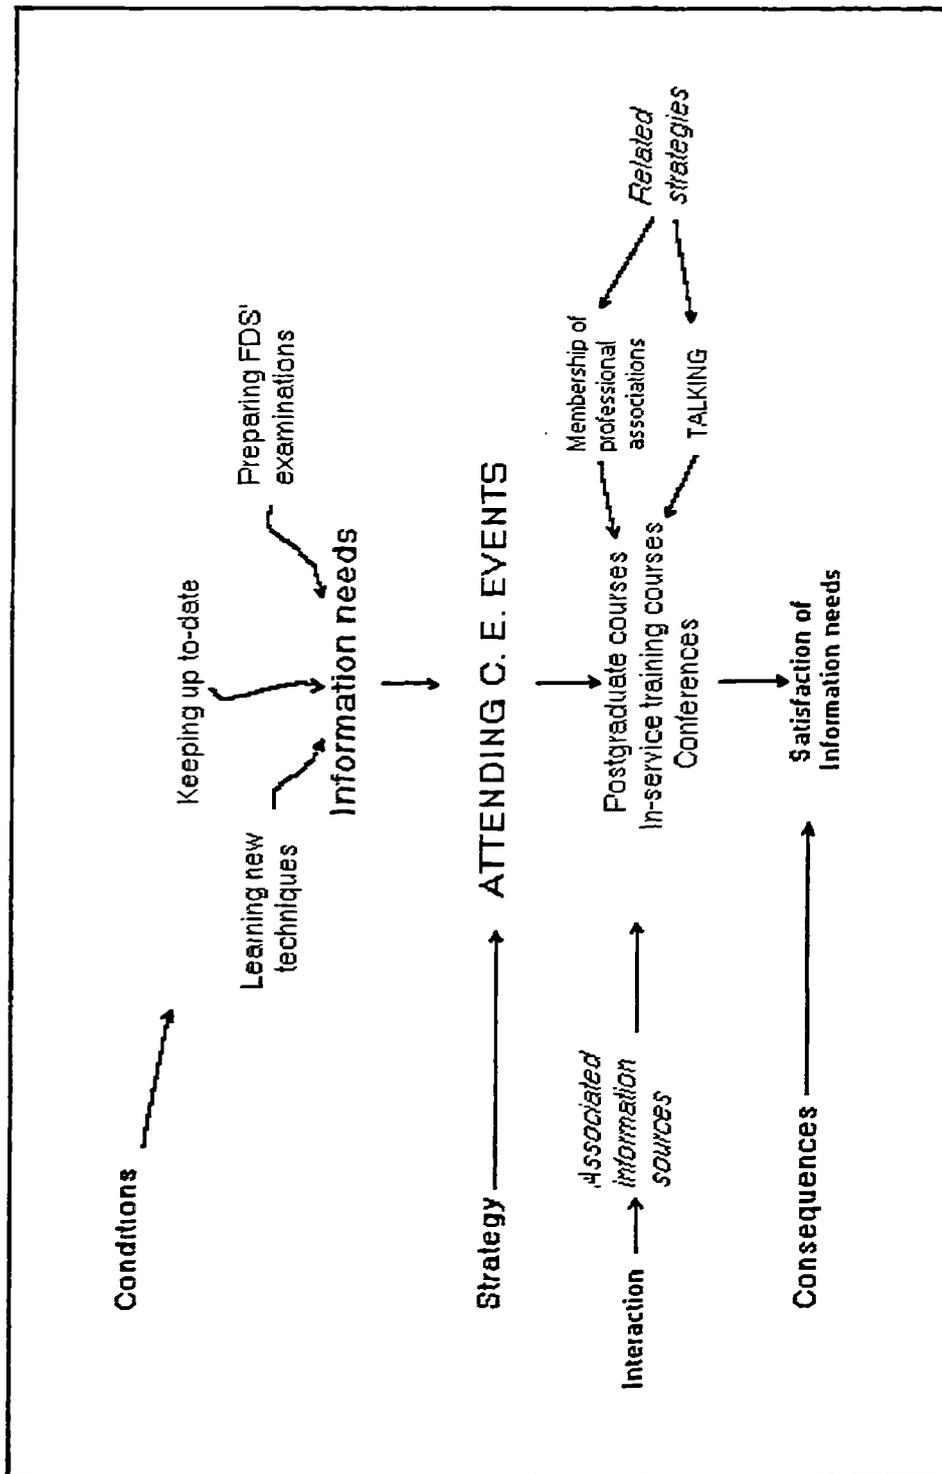 Conditions
Keeping up to-date
Learning new
techniques
Preparing FDS'
examinations
Information needs
Strategy
ATTENDING C. E. EVENTS
Interaction
Associated
information
sources
Postgraduate courses
In-service training courses
Conferences
Membership of
professional
associations
TALKING
Related
strategies
Consequences
Satisfaction of
Information needs